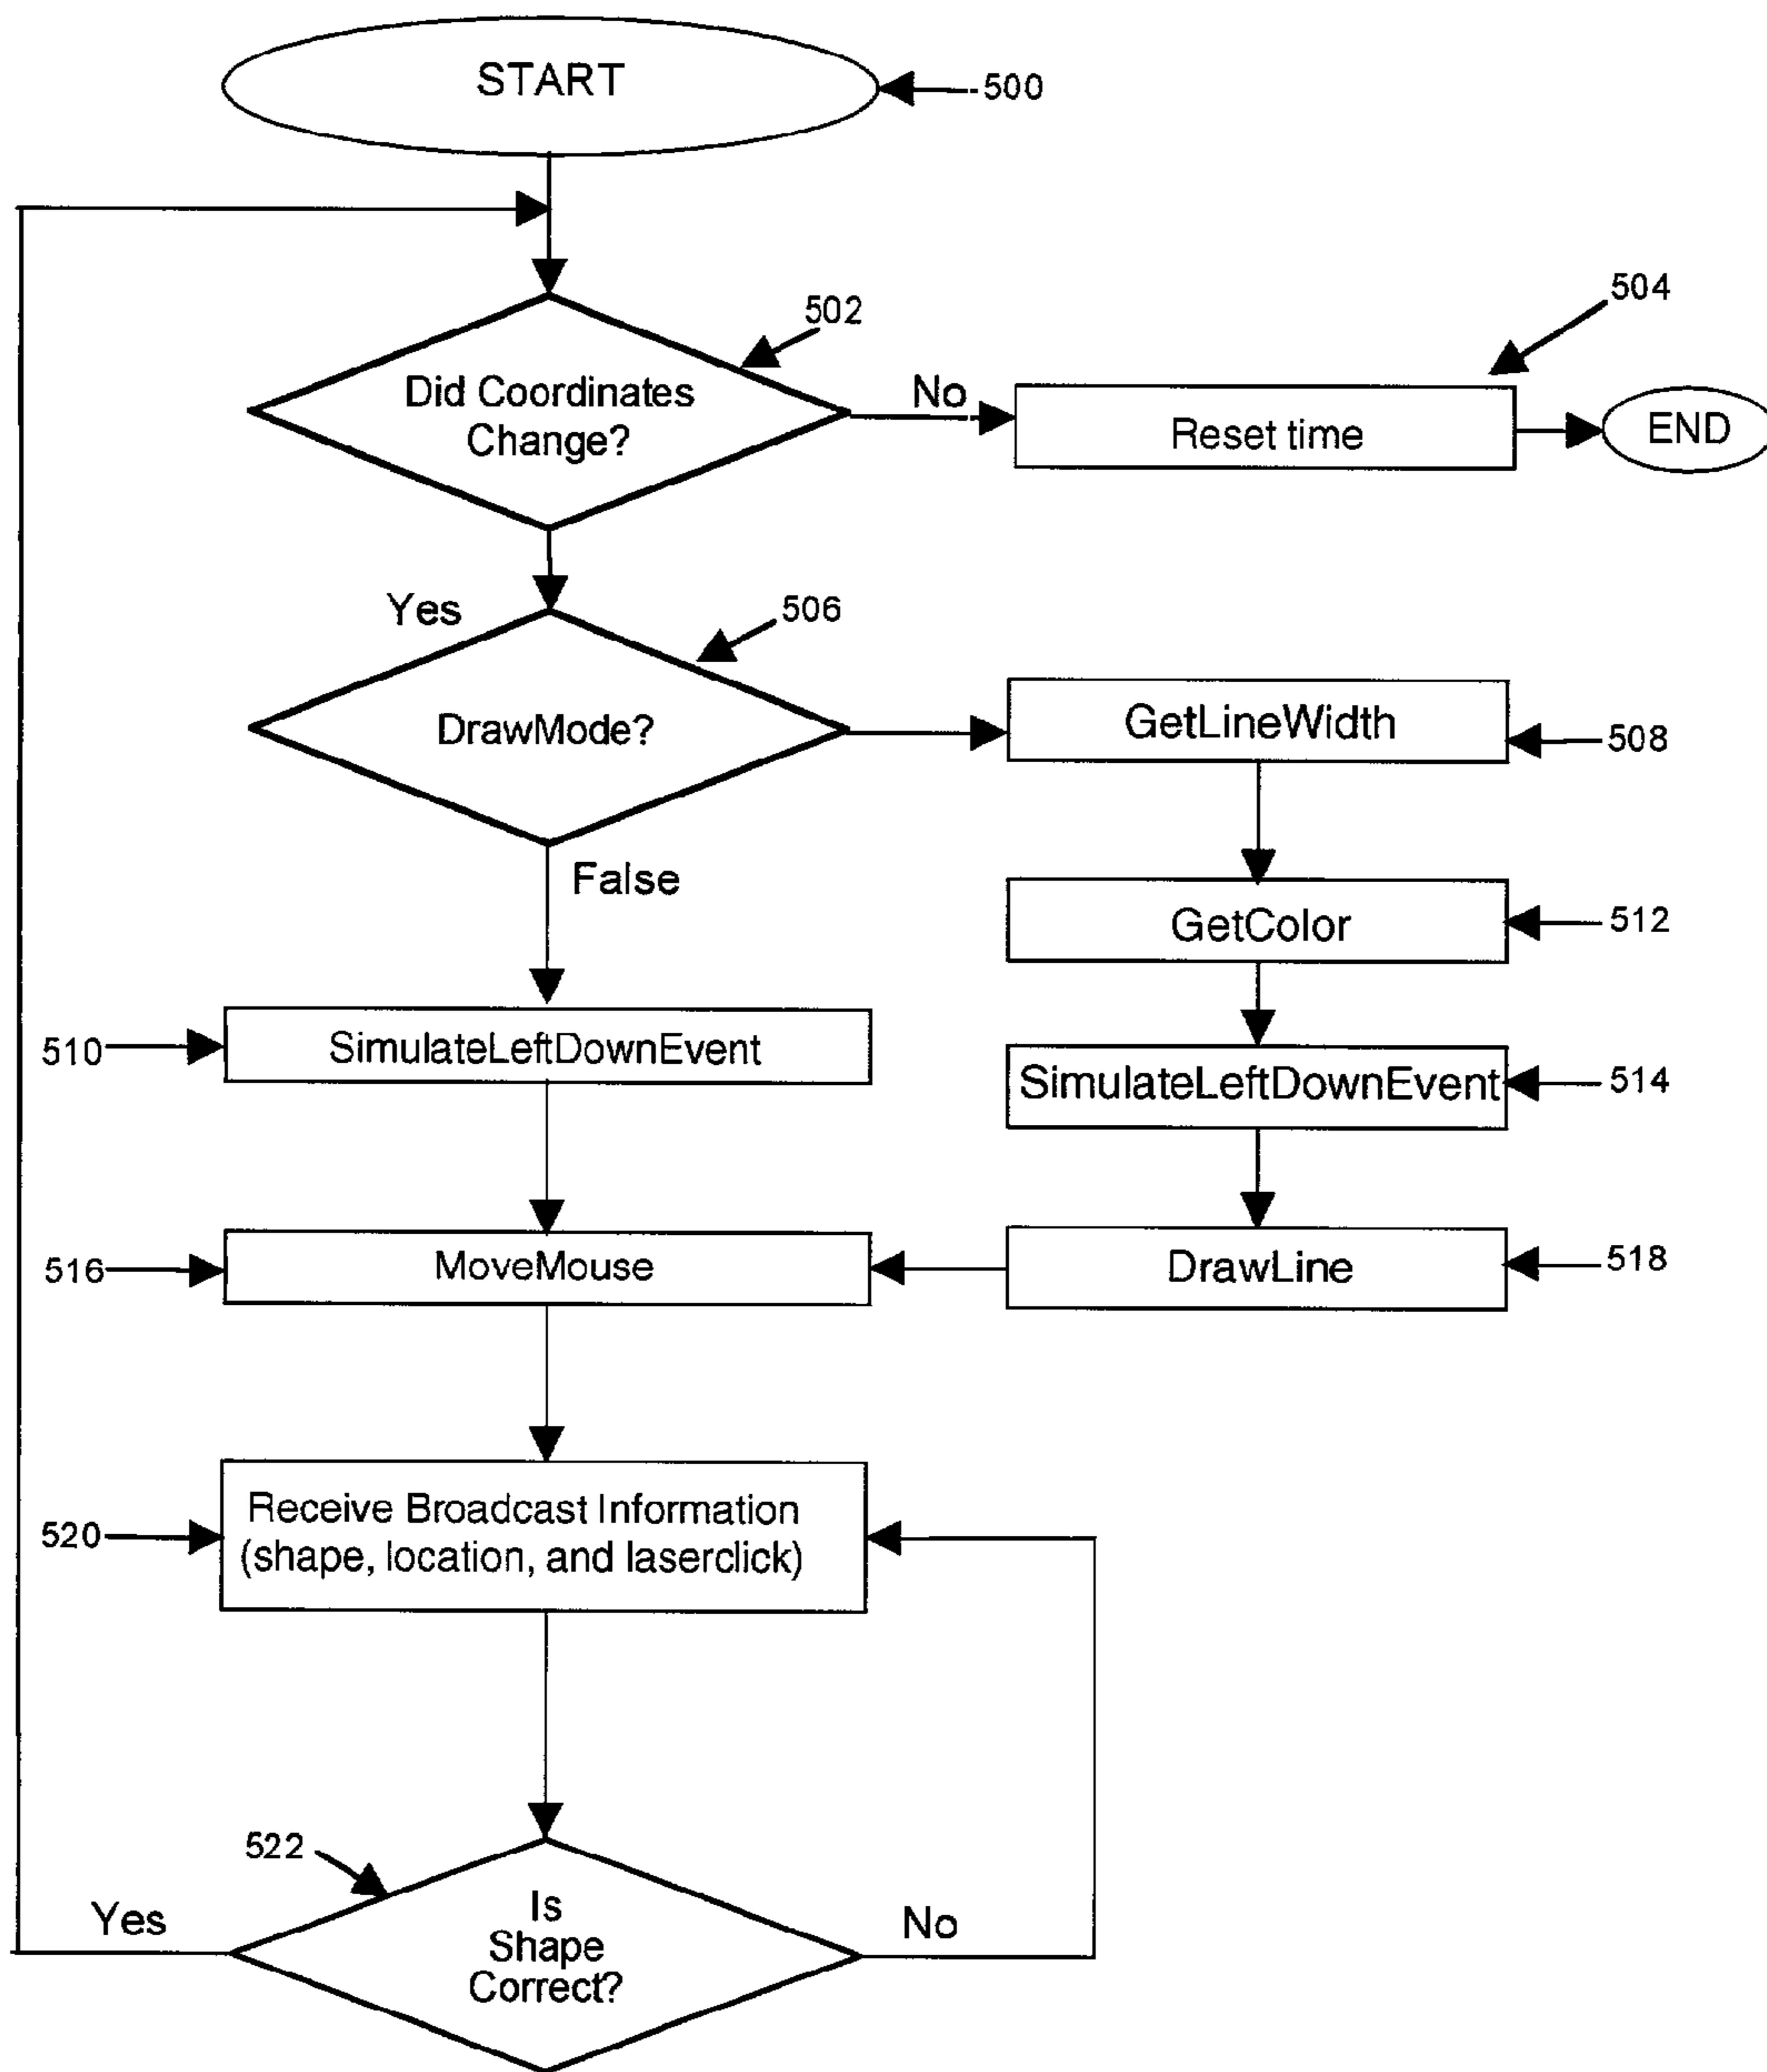 START
500
502
504
Did Coordinates
Change?
No
Reset time
END
Yes
506
DrawMode?
GetLineWidth
508
False
GetColor
512
510
SimulateLeftDownEvent
SimulateLeftDownEvent
514
516
MoveMouse
DrawLine
518
520
Receive Broadcast Information
(shape, location, and laserclick)
522
Yes
Is
Shape
Correct?
No